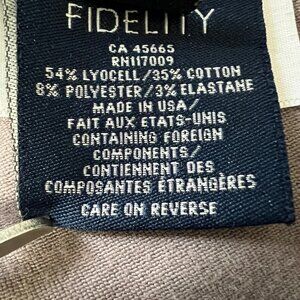 FIDELITY
CA 45665
RN117009
54% LYOCELL/35% COTTON
8% POLYESTER/3% ELASTANE
MADE IN USA/
FAIT AUX ETATS-UNIS
CONTAINING FOREIGN
COMPONENTS/
CONTIENNENT DES
COMPOSANTES ÉTRANGÈRES
CARE ON REVERSE